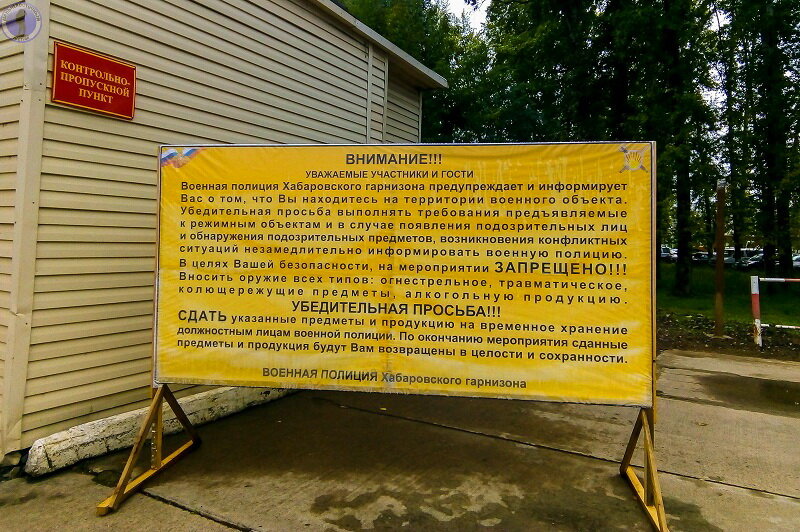 КОНТРОЛЬНО-
ПРОПУСКНОЙ
ПУНКТ
ВНИМАНИЕ!!!
УВАЖАЕМЫЕ УЧАСТНИКИ И ГОСТИ
Военная полиция Хабаровского гарнизона предупреждает и информирует
Вас о том, что Вы находитесь на территории военного объекта.
Убедительная просьба выполнять требования предъявляемые
к режимным объектам и в случае появления подозрительных лиц
и обнаружения подозрительных предметов, возникновения конфликтных
ситуаций незамедлительно информировать военную полицию.
В целях Вашей безопасности, на мероприятии ЗАПРЕЩЕНО!!!
Вносить оружие всех типов: огнестрельное, травматическое,
колющережущие предметы, алкогольную продукцию.
УБЕДИТЕЛЬНАЯ ПРОСЬБА!!!
СДАТЬ указанные предметы и продукцию на временное хранение
должностным лицам военной полиции. По окончанию мероприятия сданные
предметы и продукция будут Вам возвращены в целости и сохранности.
ВОЕННАЯ ПОЛИЦИЯ Хабаровского гарнизона